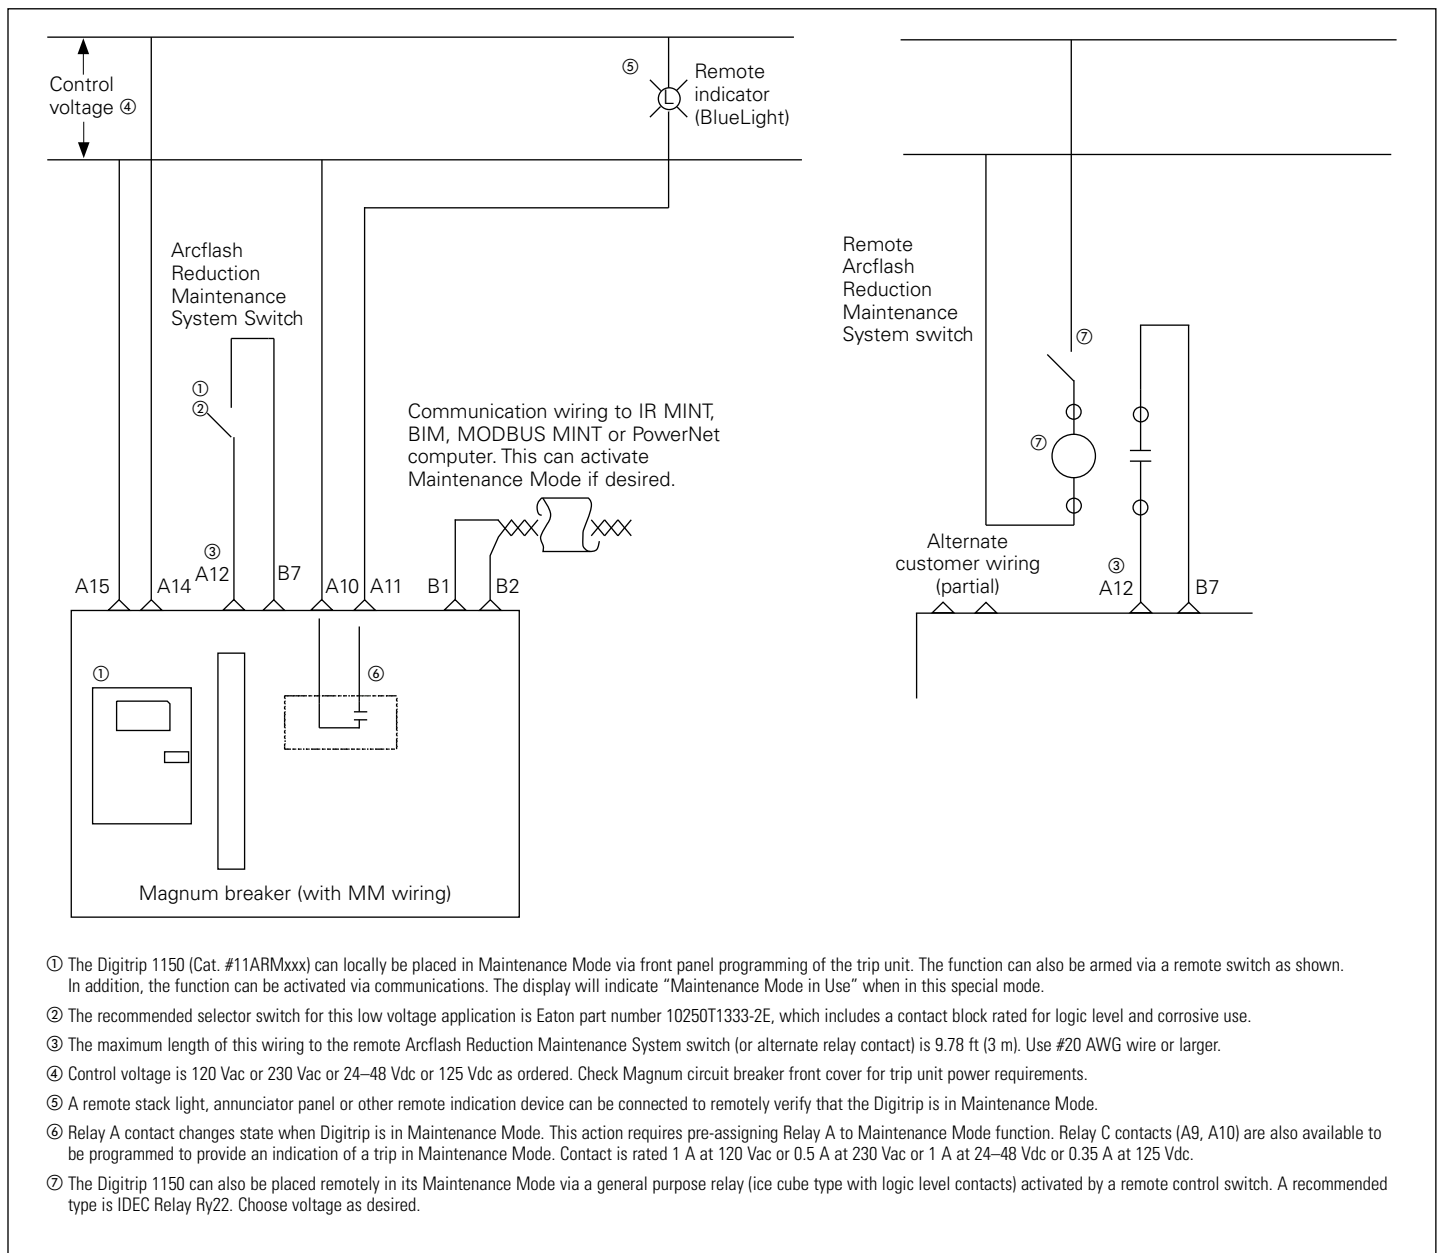 Control
voltage ④
⑤
Remote
indicator
(BlueLight)
L
Arcflash
Reduction
Maintenance
System Switch
①
②
Communication wiring to IR MINT,
BIM, MODBUS MINT or PowerNet
computer. This can activate
Maintenance Mode if desired.
③
A15
A14
A12
B7
A10
A11
B1
B2
①
⑥
Magnum breaker (with MM wiring)
Remote
Arcflash
Reduction
Maintenance
System switch
⑦
⑦
Alternate
customer wiring
(partial)
③
A12
B7
① The Digitrip 1150 (Cat. #11ARMxxx) can locally be placed in Maintenance Mode via front panel programming of the trip unit. The function can also be armed via a remote switch as shown.
In addition, the function can be activated via communications. The display will indicate “Maintenance Mode in Use” when in this special mode.
② The recommended selector switch for this low voltage application is Eaton part number 10250T1333-2E, which includes a contact block rated for logic level and corrosive use.
③ The maximum length of this wiring to the remote Arcflash Reduction Maintenance System switch (or alternate relay contact) is 9.78 ft (3 m). Use #20 AWG wire or larger.
④ Control voltage is 120 Vac or 230 Vac or 24–48 Vdc or 125 Vdc as ordered. Check Magnum circuit breaker front cover for trip unit power requirements.
⑤ A remote stack light, annunciator panel or other remote indication device can be connected to remotely verify that the Digitrip is in Maintenance Mode.
⑥ Relay A contact changes state when Digitrip is in Maintenance Mode. This action requires pre-assigning Relay A to Maintenance Mode function. Relay C contacts (A9, A10) are also available to
be programmed to provide an indication of a trip in Maintenance Mode. Contact is rated 1 A at 120 Vac or 0.5 A at 230 Vac or 1 A at 24–48 Vdc or 0.35 A at 125 Vdc.
⑦ The Digitrip 1150 can also be placed remotely in its Maintenance Mode via a general purpose relay (ice cube type with logic level contacts) activated by a remote control switch. A recommended
type is IDEC Relay Ry22. Choose voltage as desired.